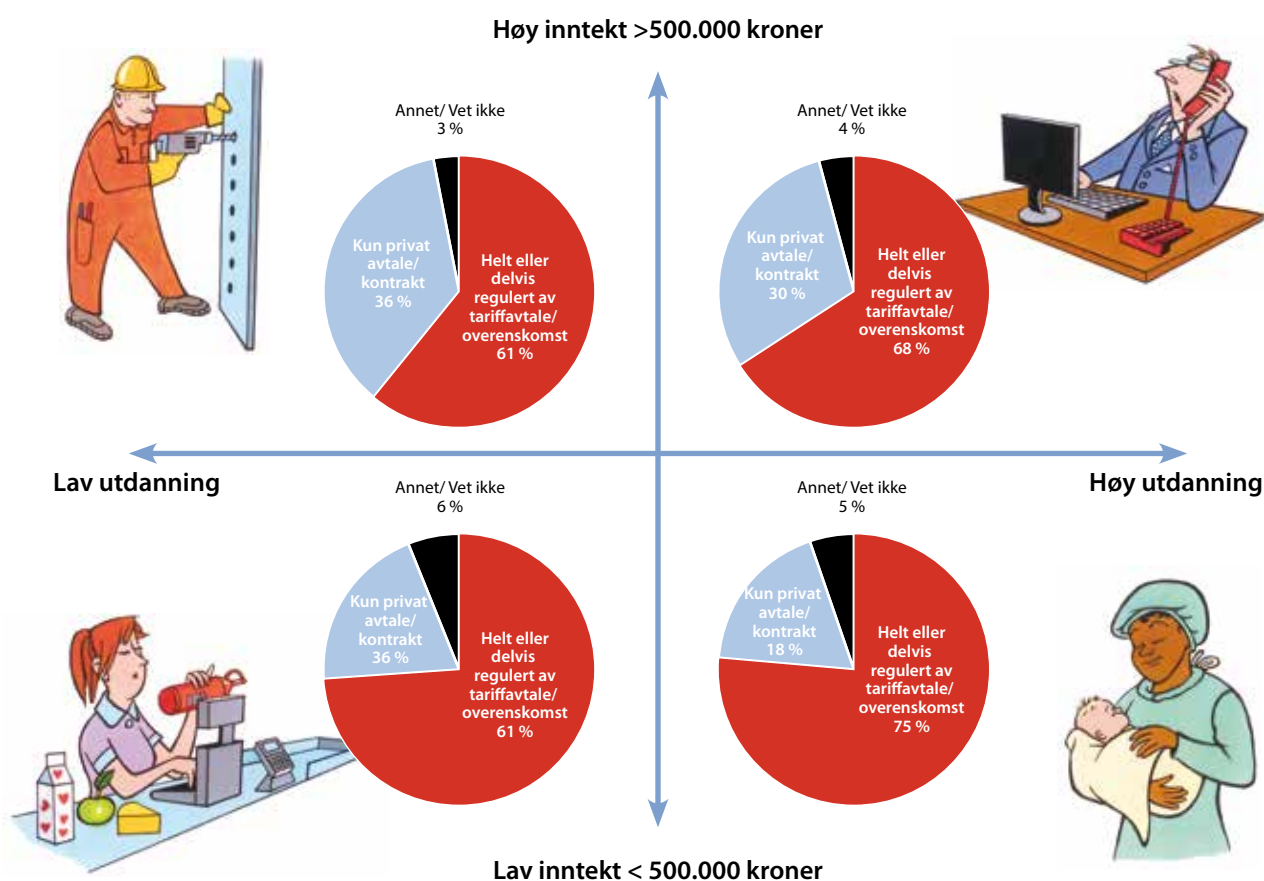 Høy inntekt >500.000 kroner
Annet/ Vet ikke
3 %
Kun privat
avtale/
kontrakt
36 %
Helt eller
delvis
regulert av
tariffavtale/
overenskomst
61 %
Annet/ Vet ikke
4 %
Kun privat
avtale/
kontrakt
30 %
Helt eller
delvis
regulert av
tariffavtale/
overenskomst
68 %
Lav utdanning
Høy utdanning
Annet/ Vet ikke
6 %
Kun privat
avtale/
kontrakt
36 %
Helt eller
delvis
regulert av
tariffavtale/
overenskomst
61 %
Annet/ Vet ikke
5 %
Kun privat
avtale/
kontrakt
18 %
Helt eller
delvis
regulert av
tariffavtale/
overenskomst
75 %
Lav inntekt < 500.000 kroner